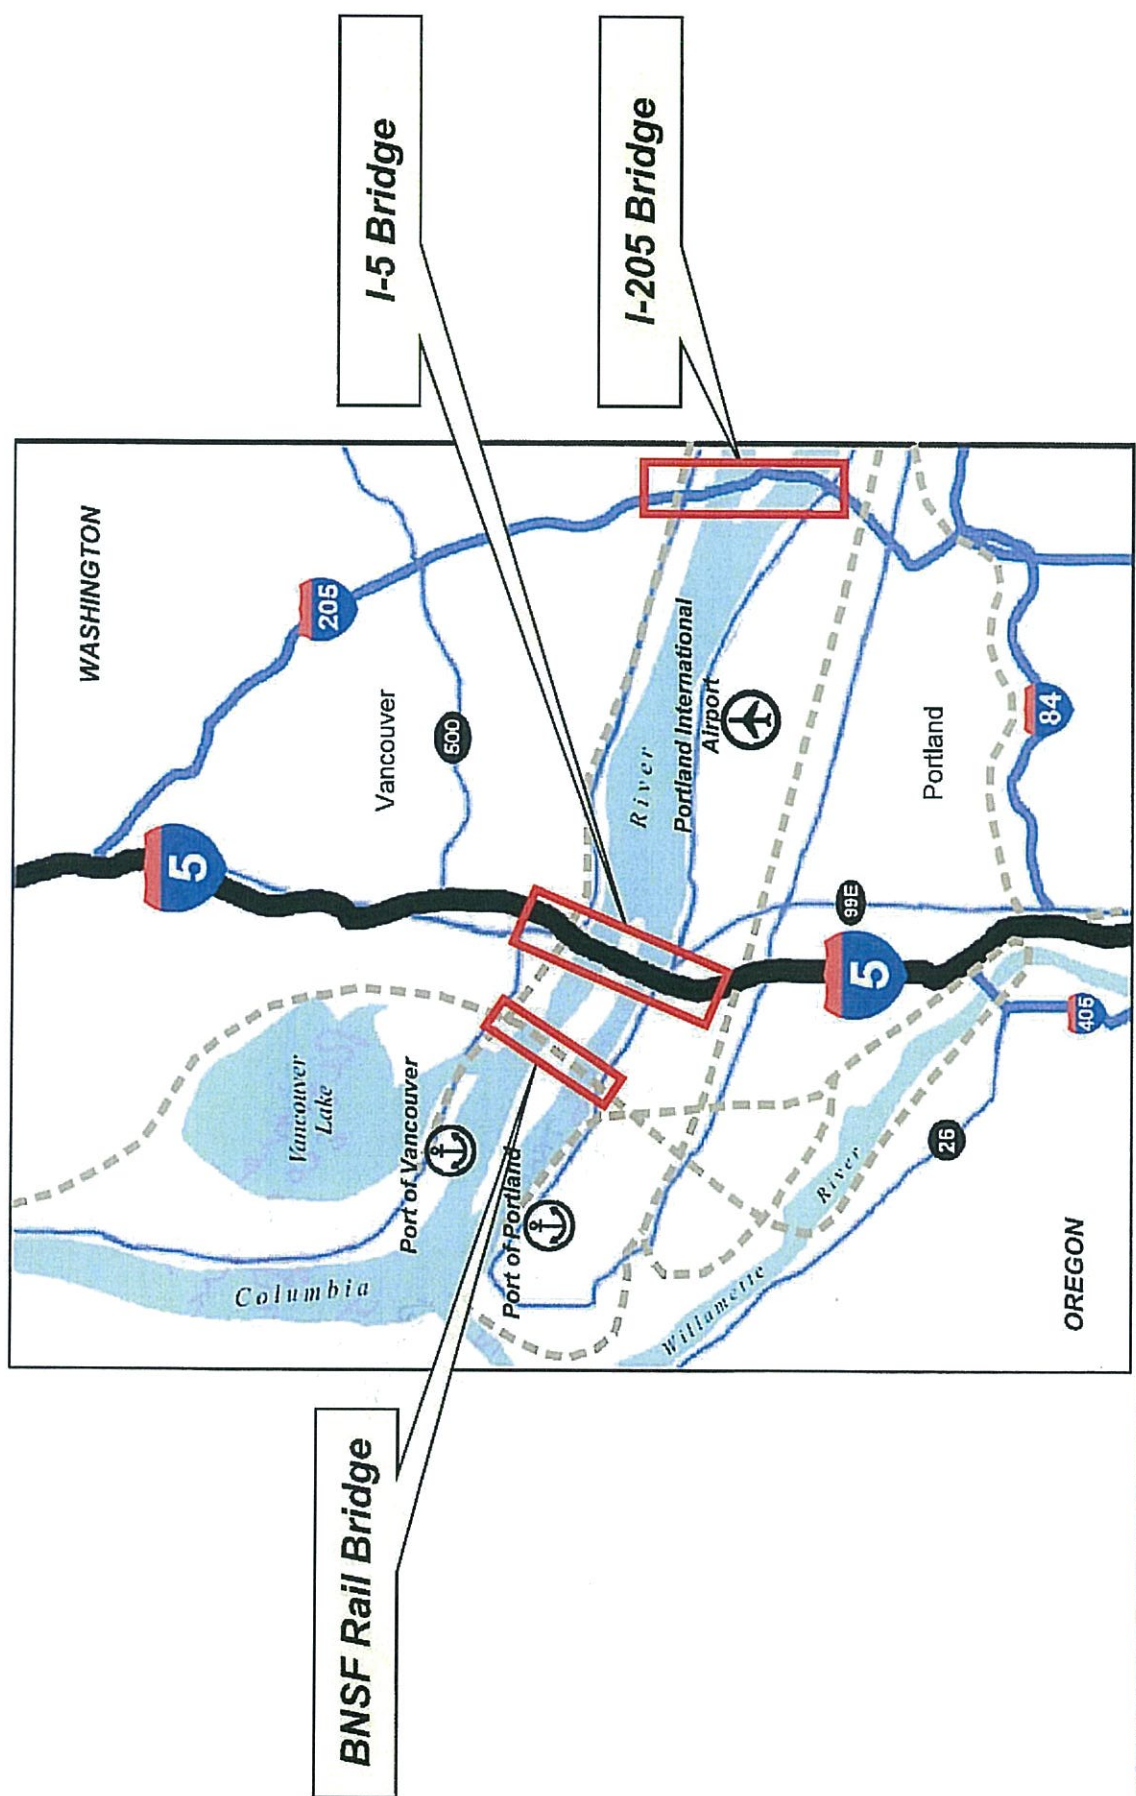 BNSF Rail Bridge
I-5 Bridge
I-205 Bridge
WASHINGTON
205
5
Vancouver
500
Vancouver
Lake
Port of Vancouver
Columbia
Port of Portland
River
Portland International
Airport
99E
5
Portland
84
405
26
River
Willamette
OREGON